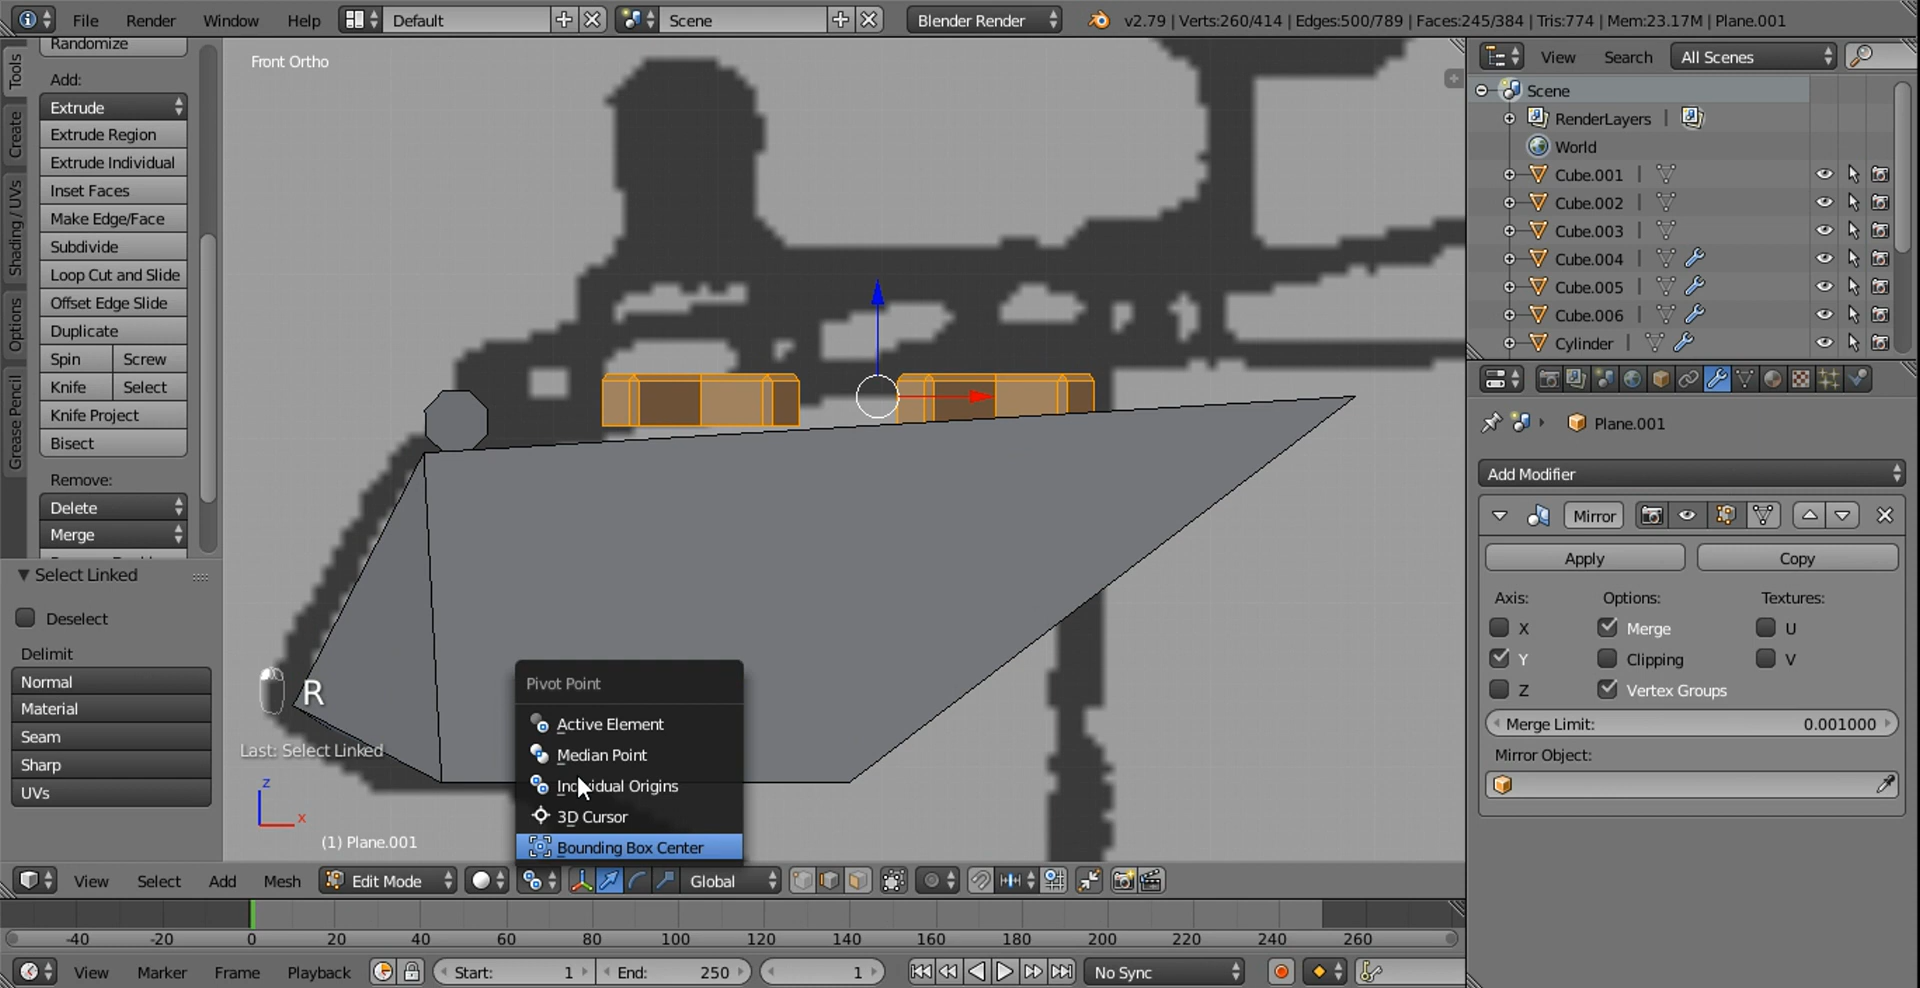 File Render Window Help Default Scene Blender Render v2.79 | Verts:260/414 | Edges:500/789 | Faces:245/384 | Tris:774 | Mem:23.17M | Plane.001
Tools
Create
Shading / UVs
Options
Grease Pencil
Randomize
Add:
Extrude
Extrude Region
Extrude Individual
Inset Faces
Make Edge/Face
Subdivide
Loop Cut and Slide
Offset Edge Slide
Duplicate
Spin Screw
Knife Select
Knife Project
Bisect
Remove:
Delete
Merge
Select Linked
Deselect
Delimit
Normal
Material
Seam
Sharp
UVs
Front Ortho
R
Last: Select Linked
z
x
(1) Plane.001
Pivot Point
Active Element
Median Point
Individual Origins
3D Cursor
Bounding Box Center
View Select Add Mesh Edit Mode Global
-40 -20 0 20 40 60 80 100 120 140 160 180 200 220 240 260
View Marker Frame Playback Start: 1 End: 250 1 No Sync
View Search All Scenes
Scene
RenderLayers |
World
Cube.001 |
Cube.002 |
Cube.003 |
Cube.004 |
Cube.005 |
Cube.006 |
Cylinder |
Plane.001
Add Modifier
Mirror
Apply Copy
Axis: Options: Textures:
X Merge U
Y Clipping V
Z Vertex Groups
Merge Limit: 0.001000
Mirror Object: